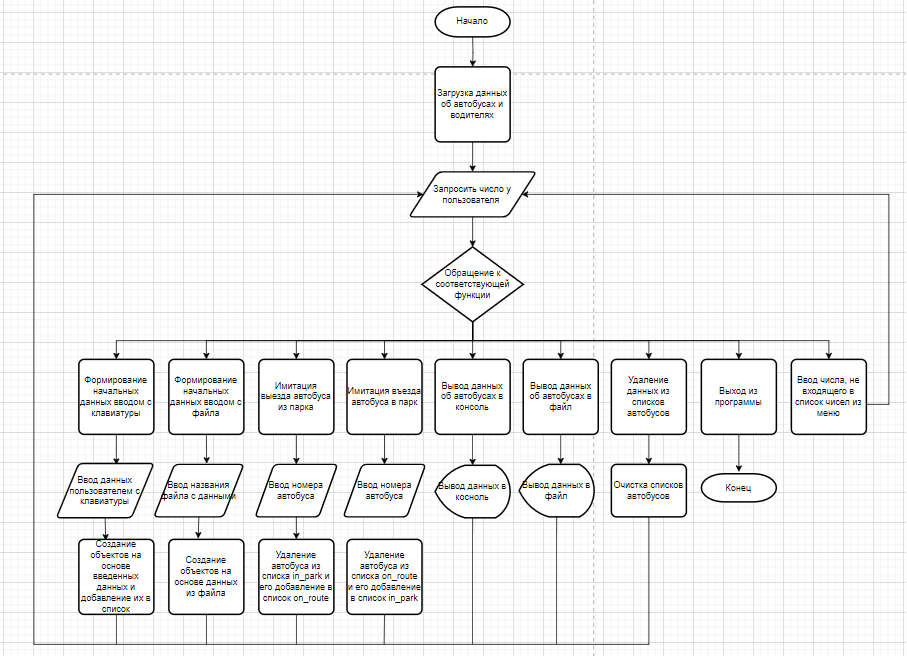 Начало
Загрузка данных
об автобусах и
водителях
Запросить число у
пользователя
Обращение к
соответствующей
функции
Формирование
начальных
данных вводом с
клавиатуры
Формирование
начальных
данных вводом с
файла
Имитация
выезда автобуса
из парка
Имитация въезда
автобуса в парк
Вывод данных
об автобусах в
консоль
Вывод данных
об автобусах в
файл
Удаление
данных из
списков
автобусов
Выход из
программы
Ввод числа, не
входящего в
список чисел из
меню
Ввод данных
пользователем с
клавиатуры
Ввод названия
файла с данными
Ввод номера
автобуса
Ввод номера
автобуса
Вывод данных в
косноль
Вывод данных в
файл
Очистка списков
автобусов
Конец
Создание
объектов на
основе
введенных
данных и
добавление их в
список
Создание
объектов на
основе данных
из файла
Удаление
автобуса из
списка in_park и
его добавление в
список on_route
Удаление
автобуса из
списка on_route
и его добавление
в список in_park